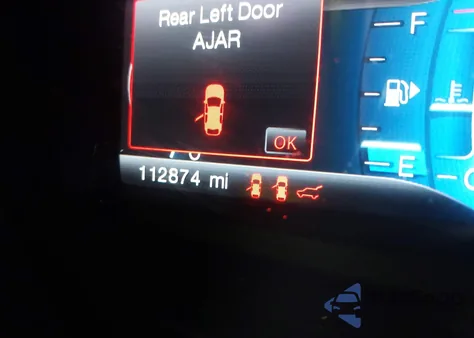 Rear Left Door
AJAR
F
OK
E
112874 mi